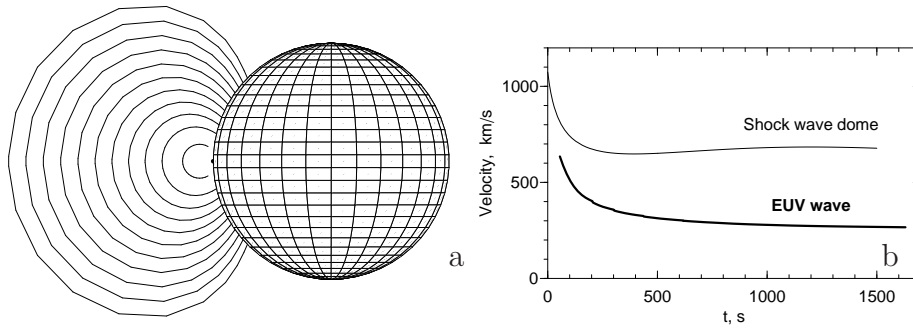 a
Velocity, km/s
1000
500
0
Shock wave dome
EUV wave
b
0
500
1000
1500
t, s